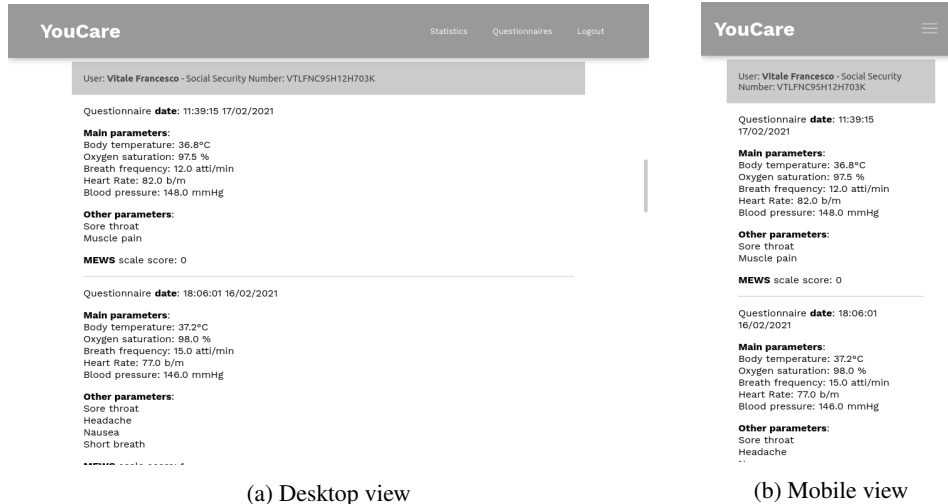 YouCare
Statistics Questionnaires Logout
User: Vitale Francesco - Social Security Number: VTLFNC95H12H703K
Questionnaire date: 11:39:15 17/02/2021
Main parameters:
Body temperature: 36.8°C
Oxygen saturation: 97.5 %
Breath frequency: 12.0 atti/min
Heart Rate: 82.0 b/m
Blood pressure: 148.0 mmHg
Other parameters:
Sore throat
Muscle pain
MEWS scale score: 0
Questionnaire date: 18:06:01 16/02/2021
Main parameters:
Body temperature: 37.2°C
Oxygen saturation: 98.0 %
Breath frequency: 15.0 atti/min
Heart Rate: 77.0 b/m
Blood pressure: 146.0 mmHg
Other parameters:
Sore throat
Headache
Nausea
Short breath
MEWS scale score:
(a) Desktop view
YouCare
User: Vitale Francesco - Social Security
Number: VTLFNC95H12H703K
Questionnaire date: 11:39:15
17/02/2021
Main parameters:
Body temperature: 36.8°C
Oxygen saturation: 97.5 %
Breath frequency: 12.0 atti/min
Heart Rate: 82.0 b/m
Blood pressure: 148.0 mmHg
Other parameters:
Sore throat
Muscle pain
MEWS scale score: 0
Questionnaire date: 18:06:01
16/02/2021
Main parameters:
Body temperature: 37.2°C
Oxygen saturation: 98.0 %
Breath frequency: 15.0 atti/min
Heart Rate: 77.0 b/m
Blood pressure: 146.0 mmHg
Other parameters:
Sore throat
Headache
(b) Mobile view